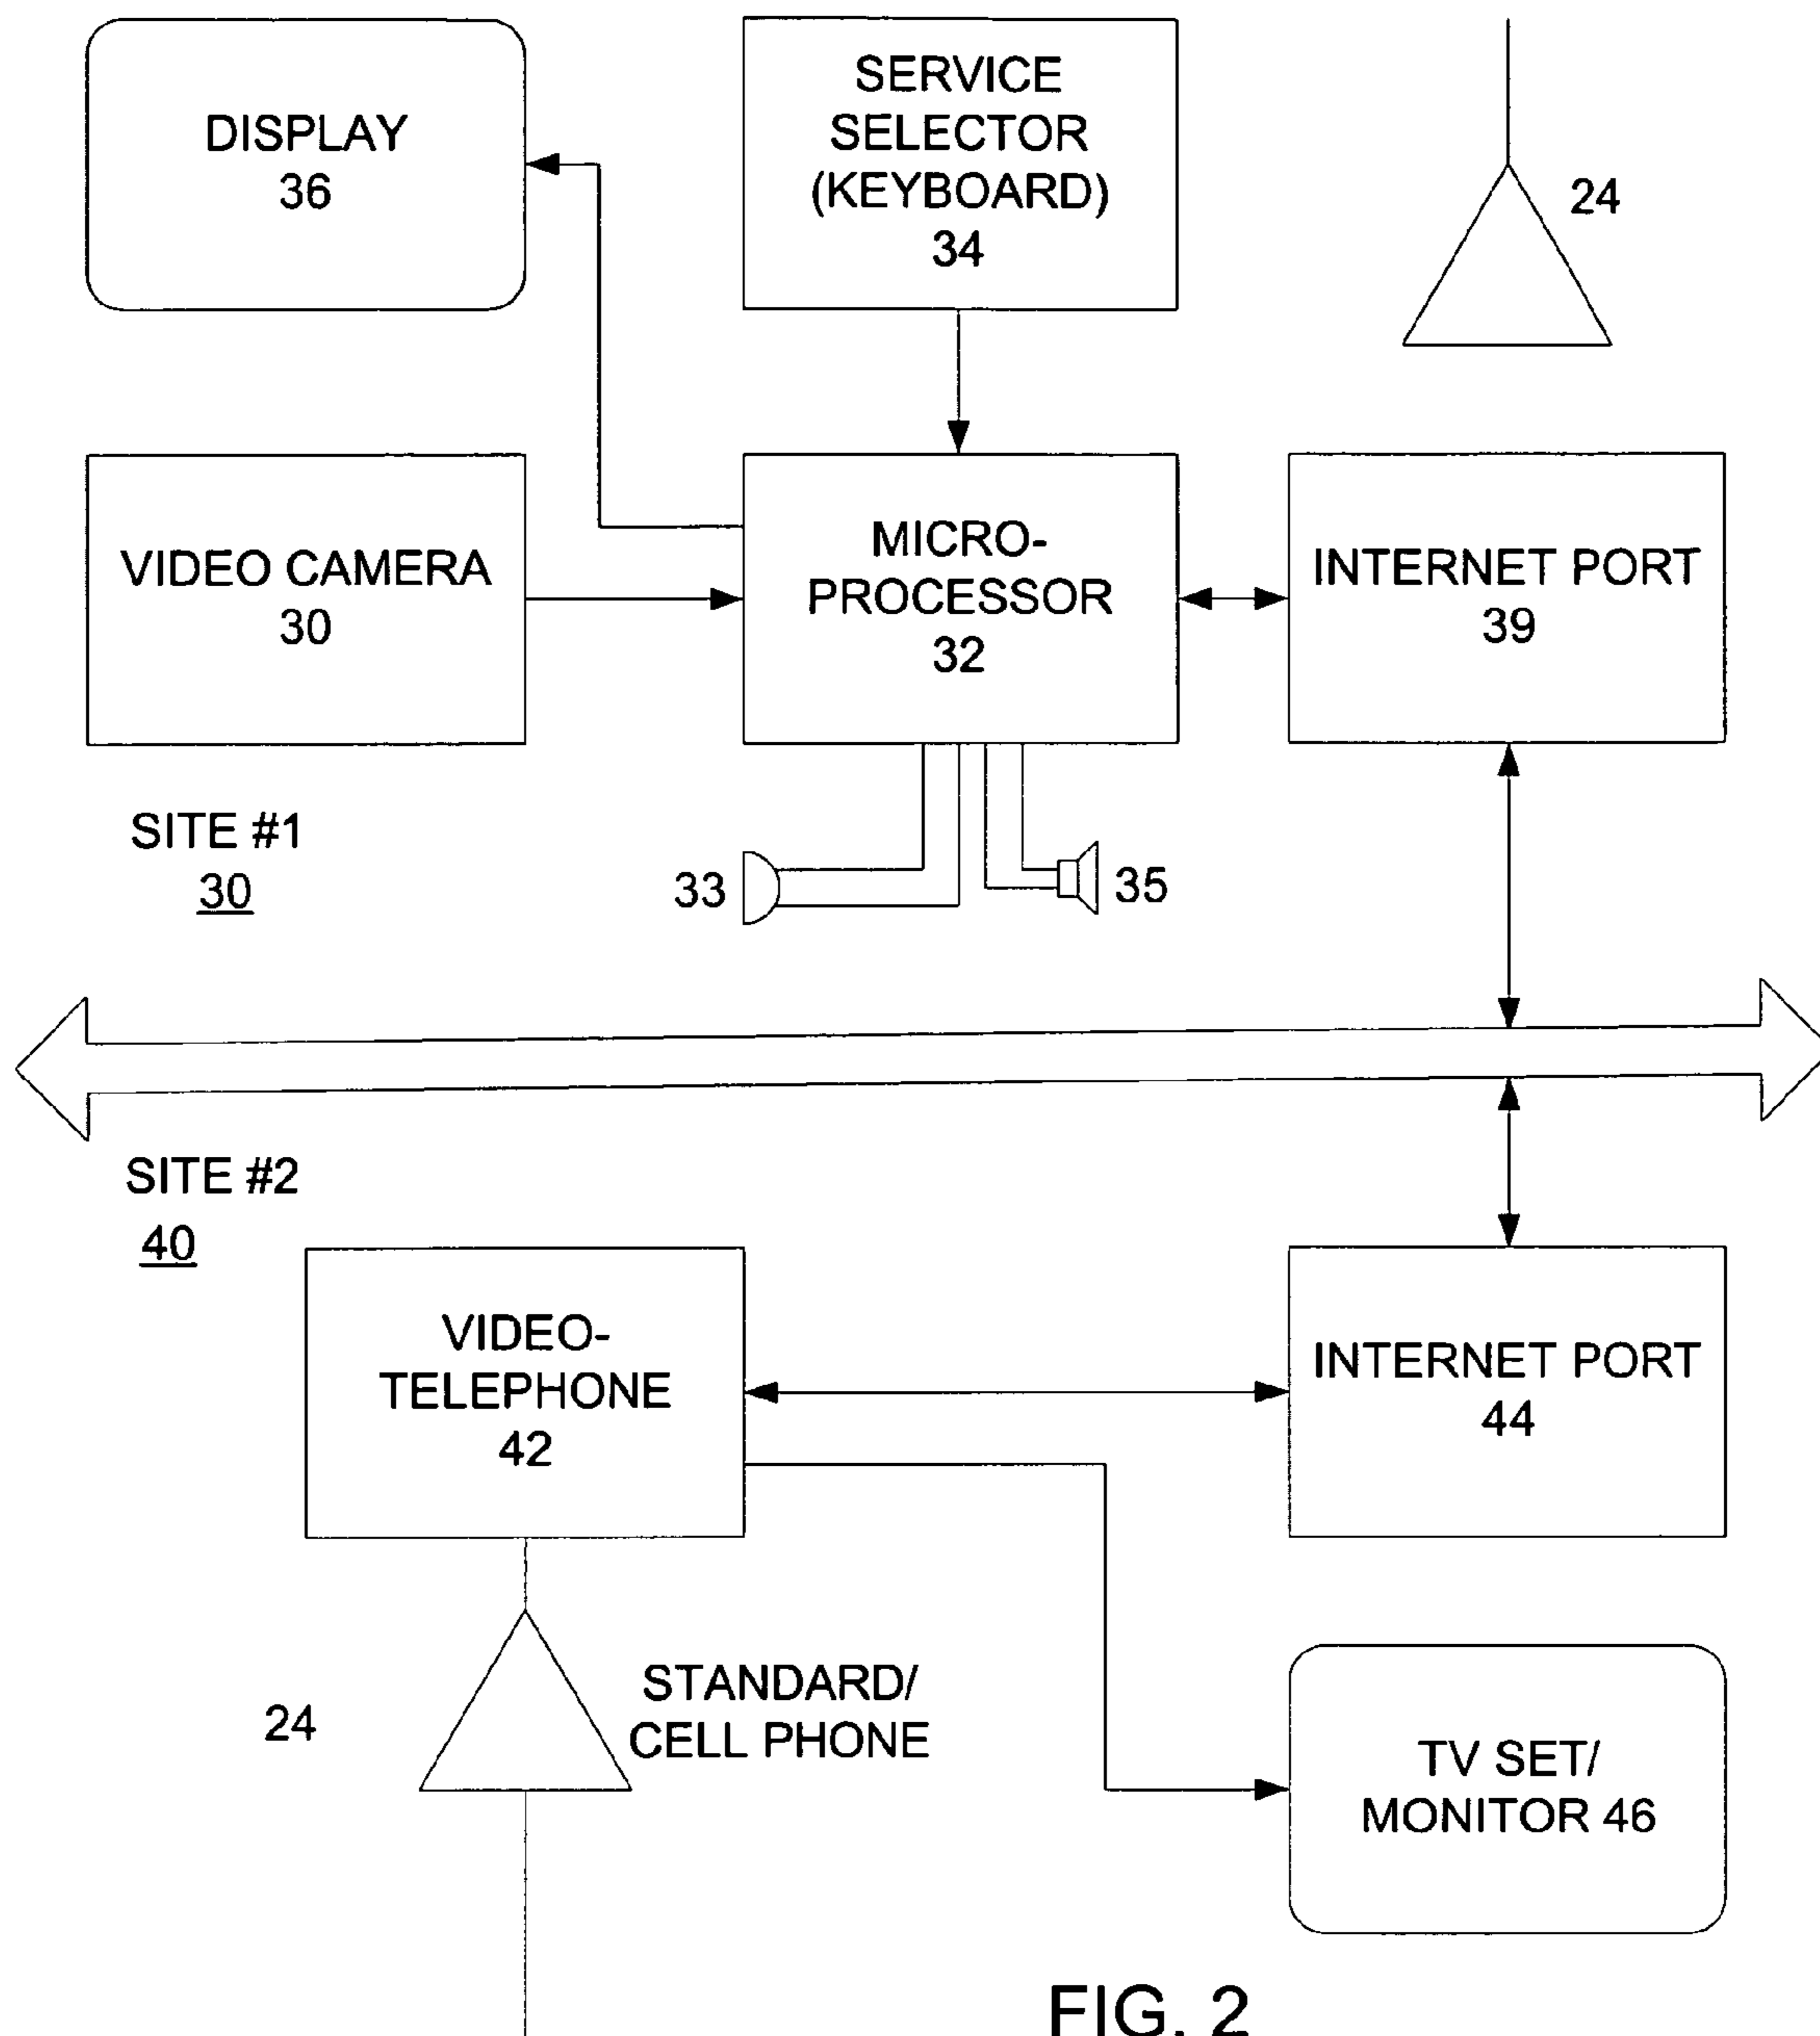 DISPLAY
36
SERVICE
SELECTOR
(KEYBOARD)
34
24
VIDEO CAMERA
30
MICRO-
PROCESSOR
32
INTERNET PORT
39
SITE #1
30
33
35
SITE #2
40
VIDEO-
TELEPHONE
42
INTERNET PORT
44
24
STANDARD/
CELL PHONE
TV SET/
MONITOR 46
FIG. 2